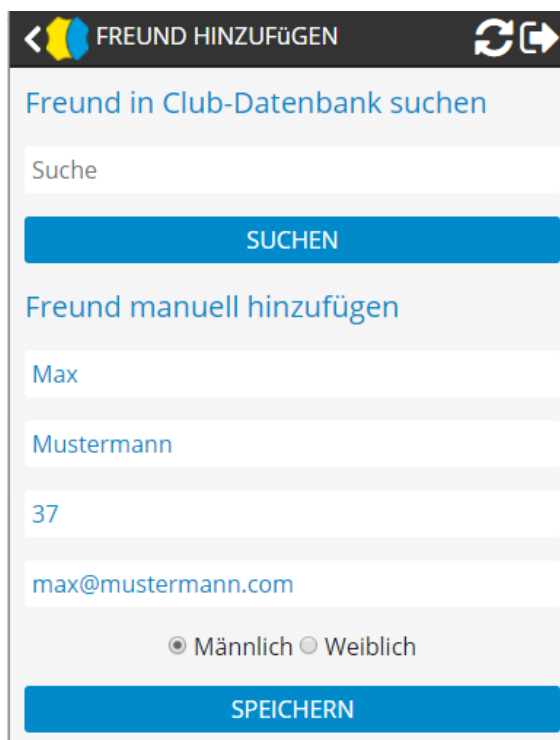 FREUND HINZUFüGEN
Freund in Club-Datenbank suchen
Suche
SUCHEN
Freund manuell hinzufügen
Max
Mustermann
37
max@mustermann.com
Männlich Weiblich
SPEICHERN